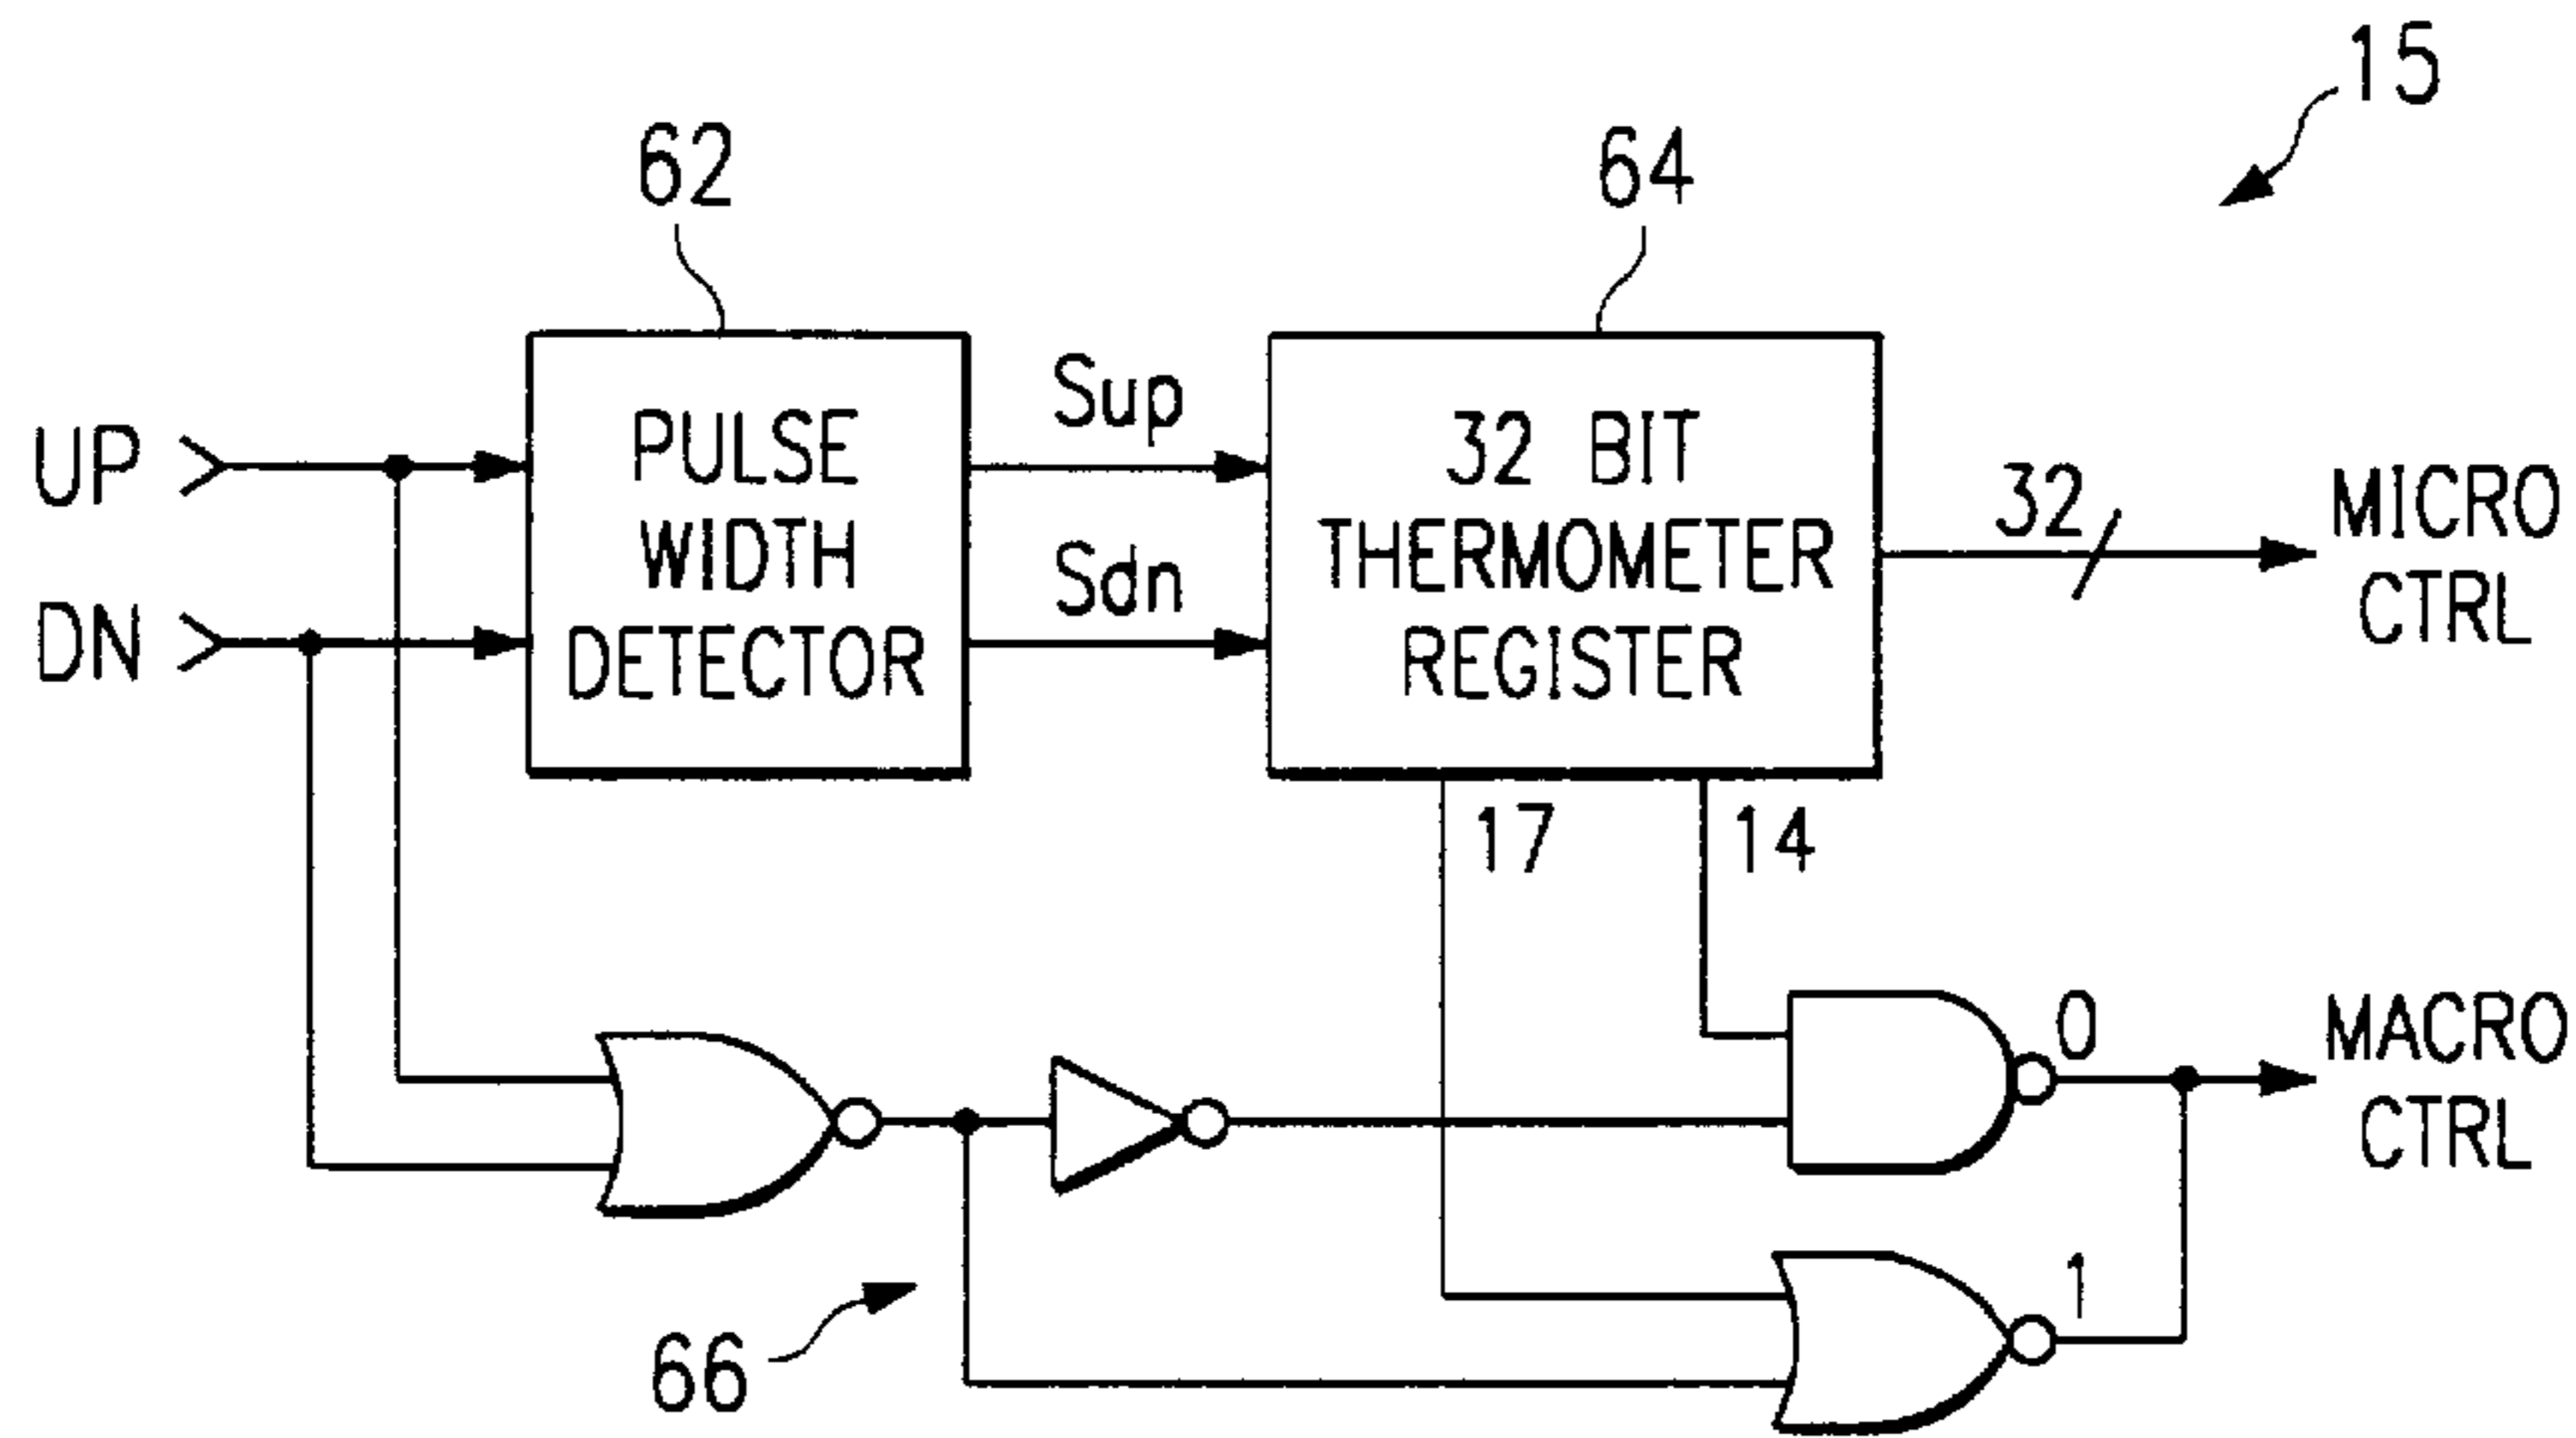 15
62
64
UP
DN
PULSE
WIDTH
DETECTOR
Sup
Sdn
32 BIT
THERMOMETER
REGISTER
32
MICRO
CTRL
17
14
0
MACRO
CTRL
1
66